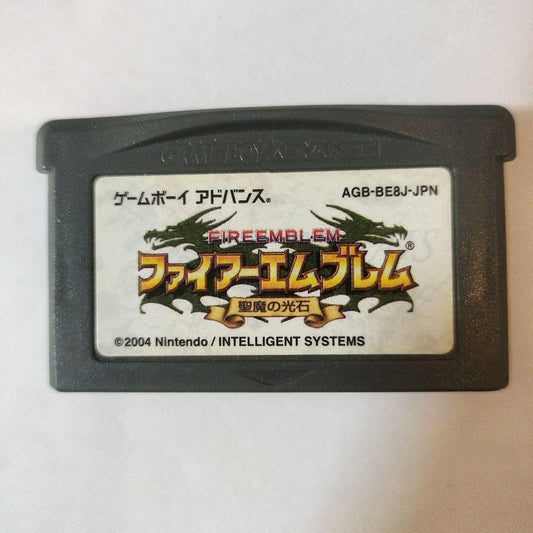 GAME BOY ADVANCE
ゲームボーイ アドバンス® AGB-BE8J-JPN
FIREEMBLEM
ファイアーエムブレム®
聖魔の光石
©2004 Nintendo / INTELLIGENT SYSTEMS